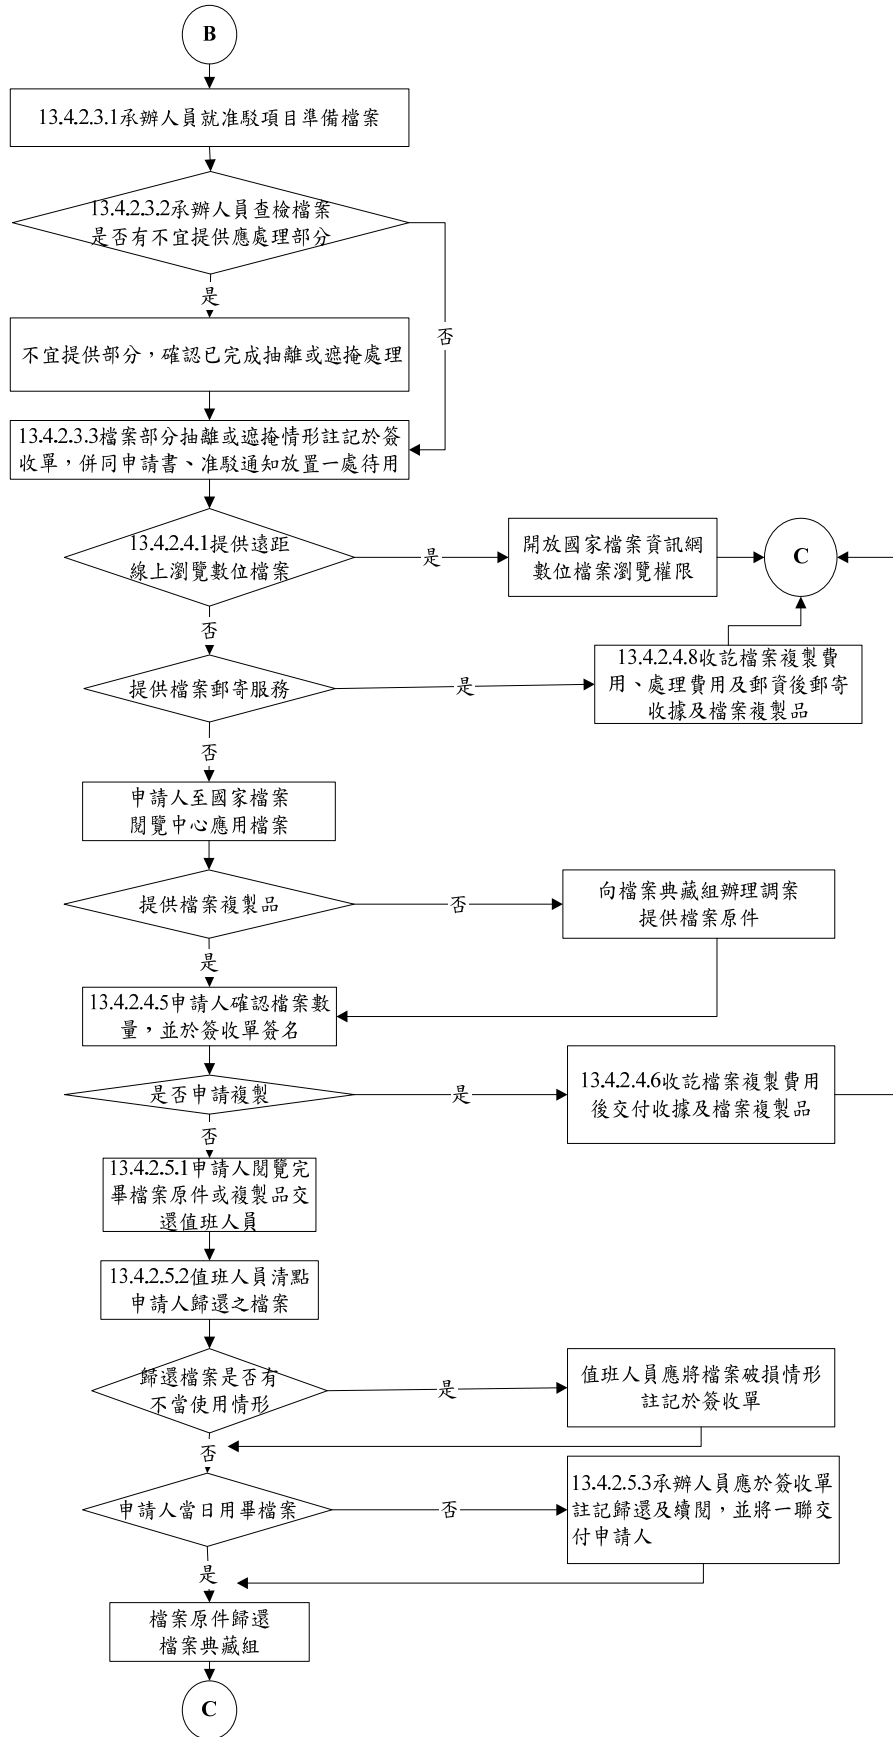 B
13.4.2.3.1承辦人員就准駁項目準備檔案
13.4.2.3.2承辦人員查檢檔案
是否有不宜提供應處理部分
是
否
不宜提供部分，確認已完成抽離或遮掩處理
13.4.2.3.3檔案部分抽離或遮掩情形註記於簽
收單，併同申請書、准駁通知放置一處待用
13.4.2.4.1提供遠距
線上瀏覽數位檔案
是
開放國家檔案資訊網
數位檔案瀏覽權限
C
否
提供檔案郵寄服務
是
13.4.2.4.8收訖檔案複製費
用、處理費用及郵資後郵寄
收據及檔案複製品
否
申請人至國家檔案
閱覽中心應用檔案
提供檔案複製品
否
向檔案典藏組辦理調案
提供檔案原件
是
13.4.2.4.5申請人確認檔案數
量，並於簽收單簽名
是否申請複製
是
13.4.2.4.6收訖檔案複製費用
後交付收據及檔案複製品
否
13.4.2.5.1申請人閱覽完
畢檔案原件或複製品交
還值班人員
13.4.2.5.2值班人員清點
申請人歸還之檔案
歸還檔案是否有
不當使用情形
是
值班人員應將檔案破損情形
註記於簽收單
否
申請人當日用畢檔案
否
13.4.2.5.3承辦人員應於簽收單
註記歸還及續閱，並將一聯交
付申請人
是
檔案原件歸還
檔案典藏組
C